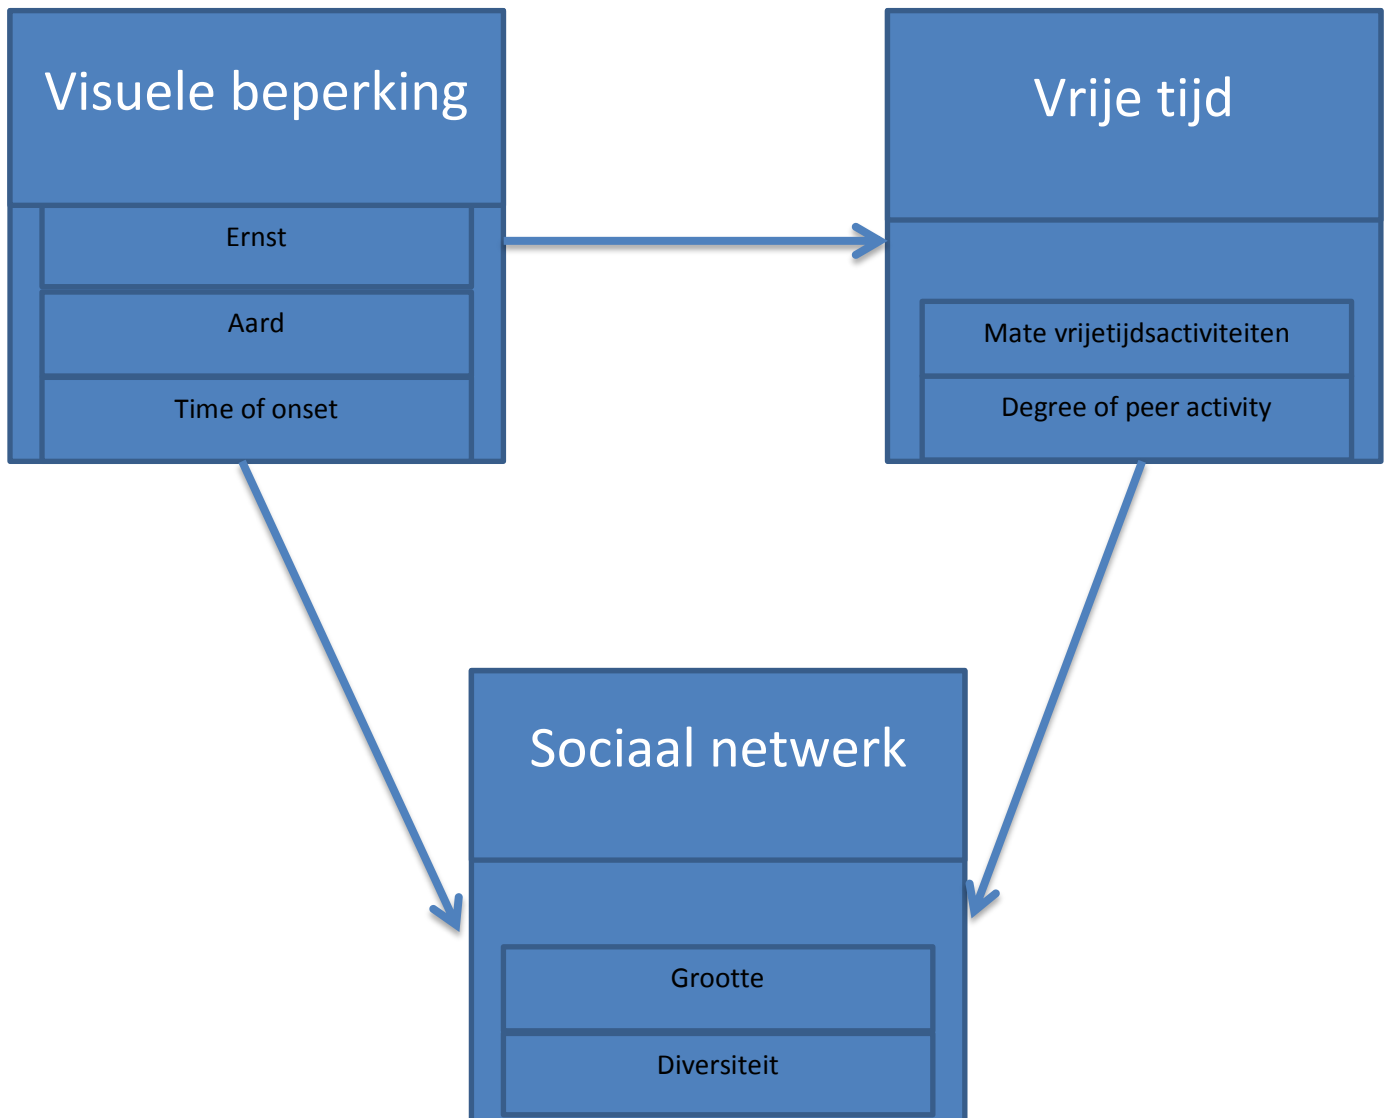 Visuele beperking
Ernst
Aard
Time of onset
Vrije tijd
Mate vrijetijdsactiviteiten
Degree of peer activity
Sociaal netwerk
Grootte
Diversiteit